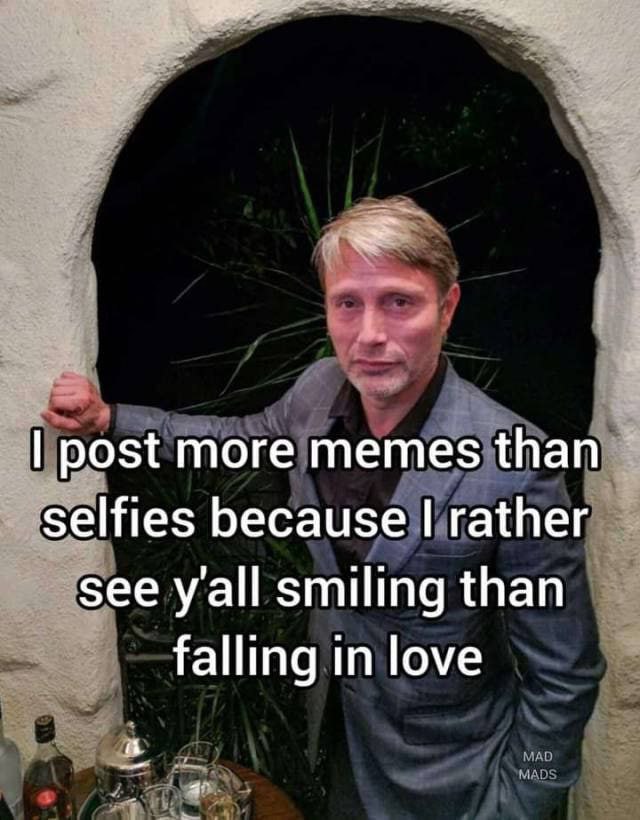 I post more memes than
selfies because I rather
see y'all smiling than
falling in love
MAD
MADS